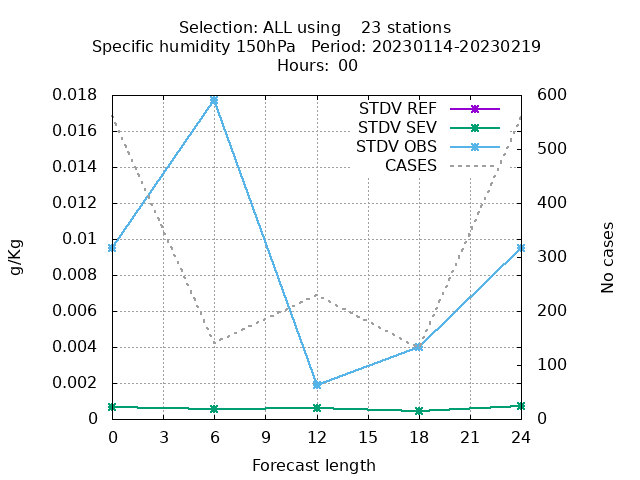 Selection: ALL using    23 stations
Specific humidity 150hPa   Period: 20230114-20230219
Hours: 00
STDV REF
STDV SEV
STDV OBS
CASES
0.018
0.016
0.014
0.012
0.01
0.008
0.006
0.004
0.002
0
600
500
400
300
200
100
0
g/Kg
No cases
0 3 6 9 12 15 18 21 24
Forecast length